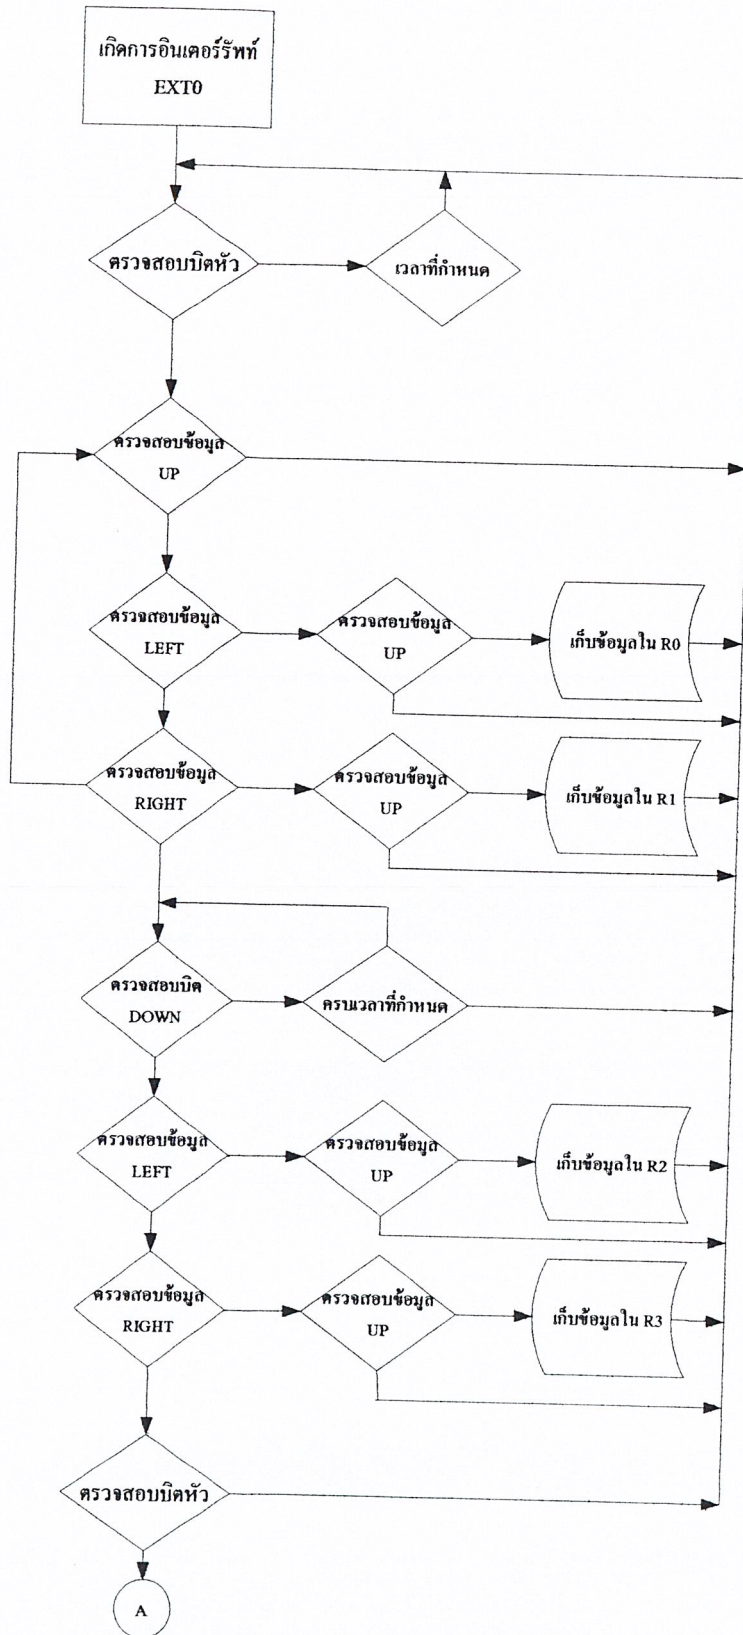 เกิดการอินเตอร์รัพท์
EXT0
ตรวจสอบบิตหัว
เวลาที่กำหนด
ตรวจสอบข้อมูล
UP
ตรวจสอบข้อมูล
LEFT
ตรวจสอบข้อมูล
UP
เก็บข้อมูลใน R0
ตรวจสอบข้อมูล
RIGHT
ตรวจสอบข้อมูล
UP
เก็บข้อมูลใน R1
ตรวจสอบบิต
DOWN
ครบเวลาที่กำหนด
ตรวจสอบข้อมูล
LEFT
ตรวจสอบข้อมูล
UP
เก็บข้อมูลใน R2
ตรวจสอบข้อมูล
RIGHT
ตรวจสอบข้อมูล
UP
เก็บข้อมูลใน R3
ตรวจสอบบิตหัว
A